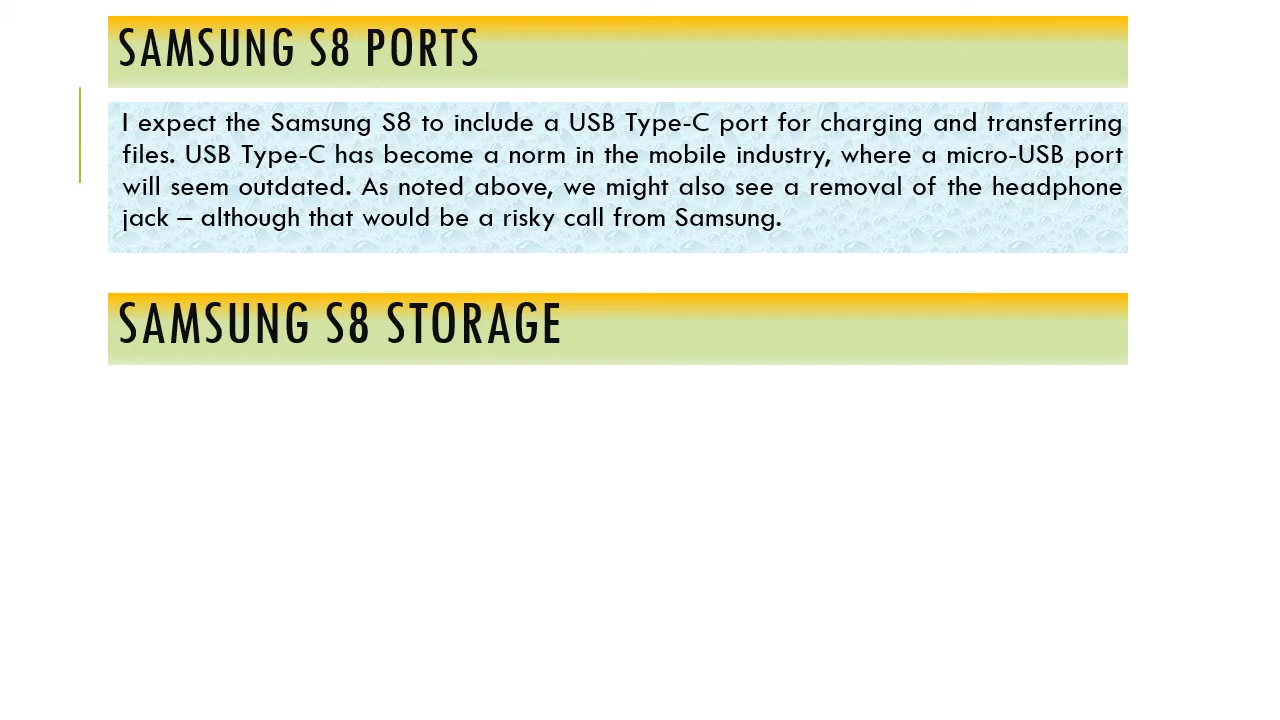 SAMSUNG S8 PORTS
I expect the Samsung S8 to include a USB Type-C port for charging and transferring
files. USB Type-C has become a norm in the mobile industry, where a micro-USB port
will seem outdated. As noted above, we might also see a removal of the headphone
jack – although that would be a risky call from Samsung.
SAMSUNG S8 STORAGE